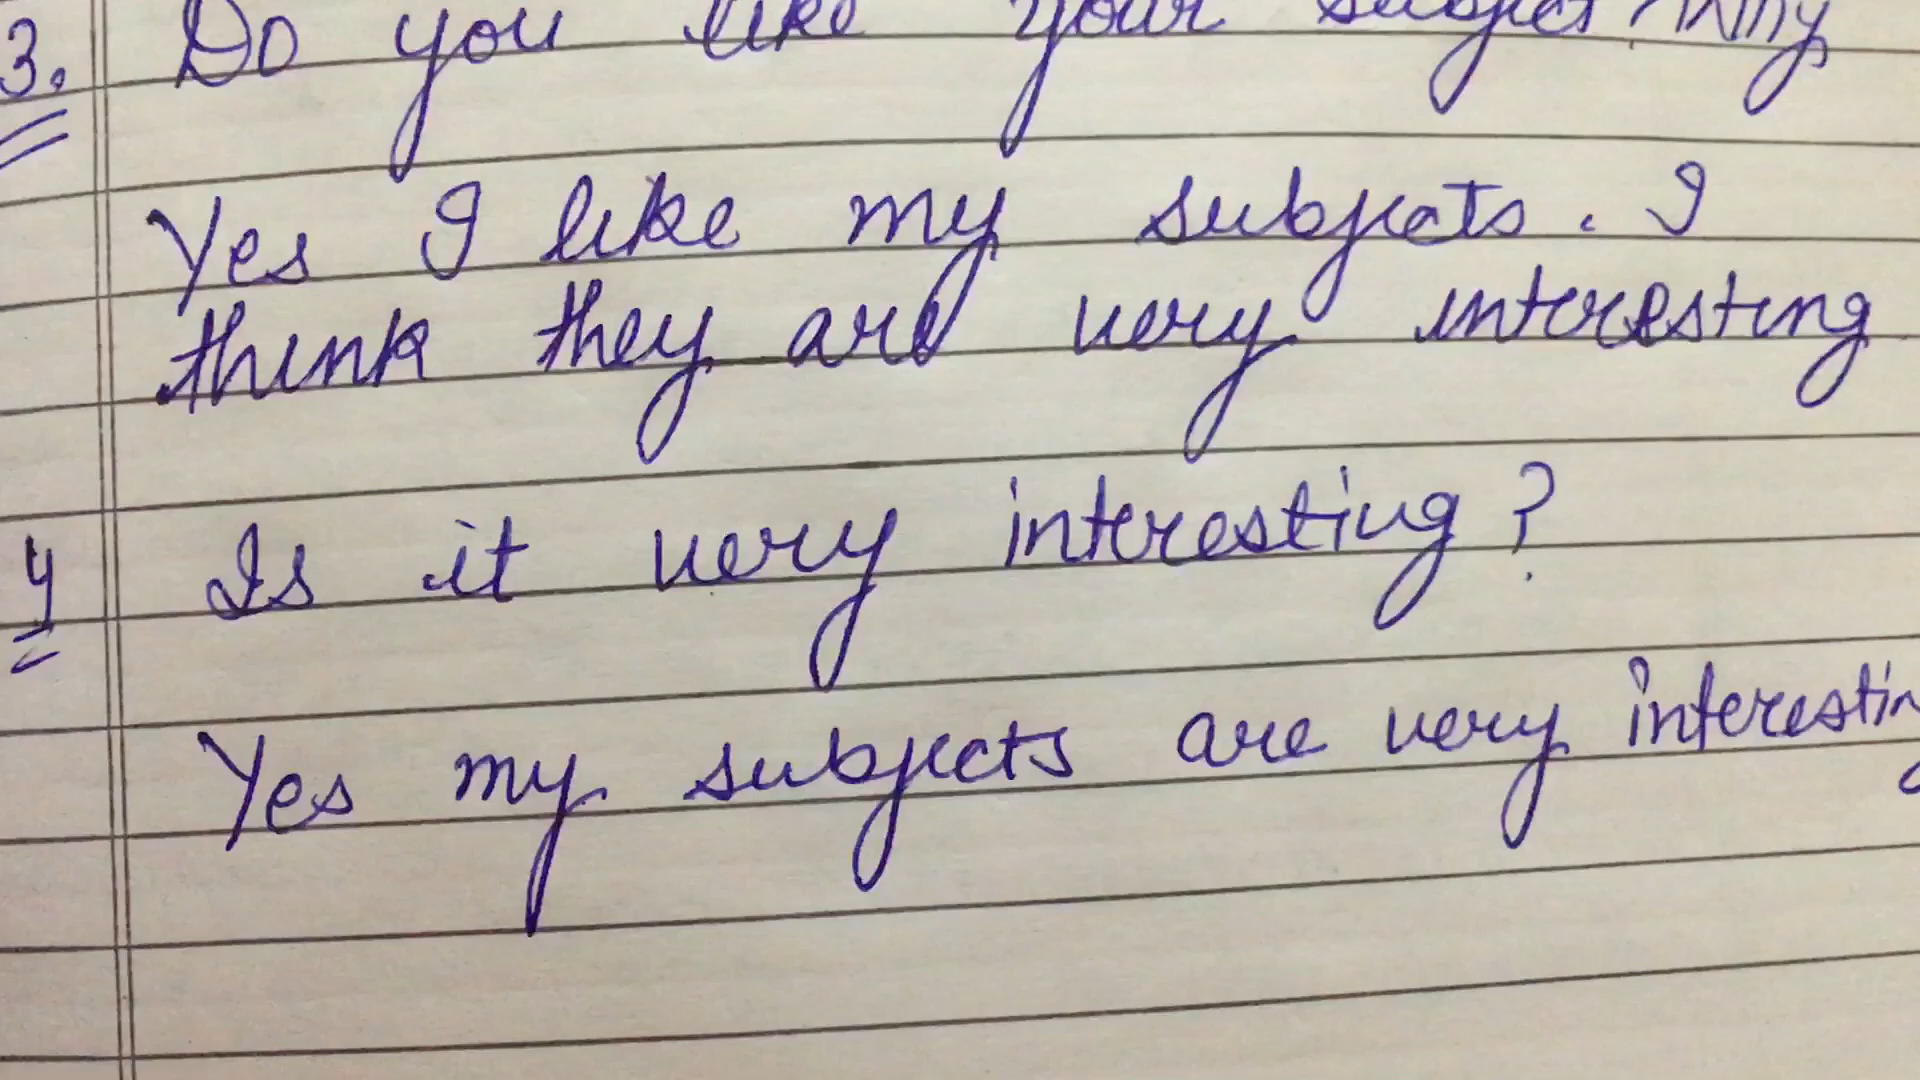 3. Do you like your subject? Why
Yes I like my subjects. I
think they are very interesting
4 Is it very interesting?
Yes my subjects are very interesting